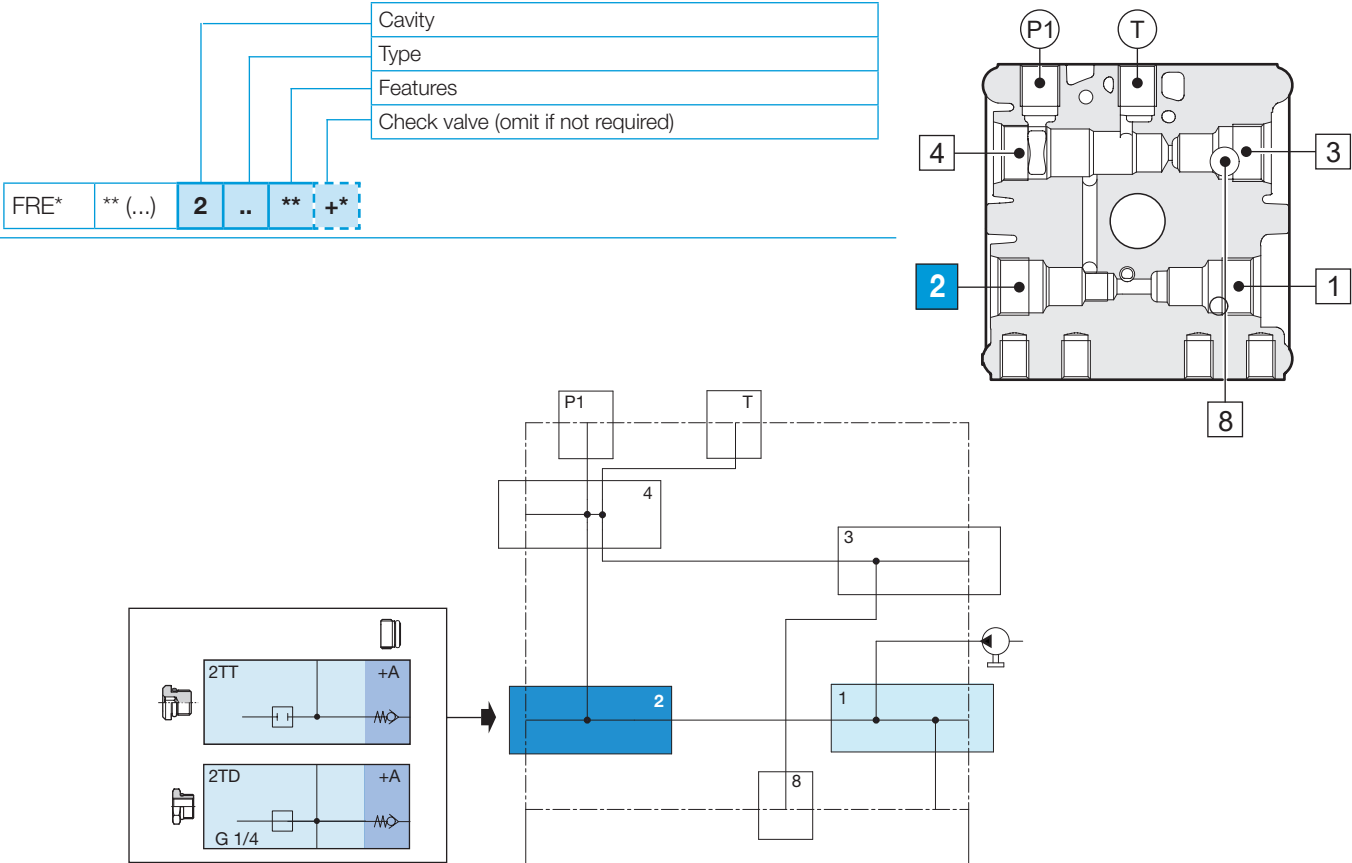 Cavity
Type
Features
Check valve (omit if not required)
FRE* ** (...) 2 .. ** +*
P1 T
4 3
2 1
8
P1 T
4
3
2TT +A
2 1
2TD +A
8
G 1/4